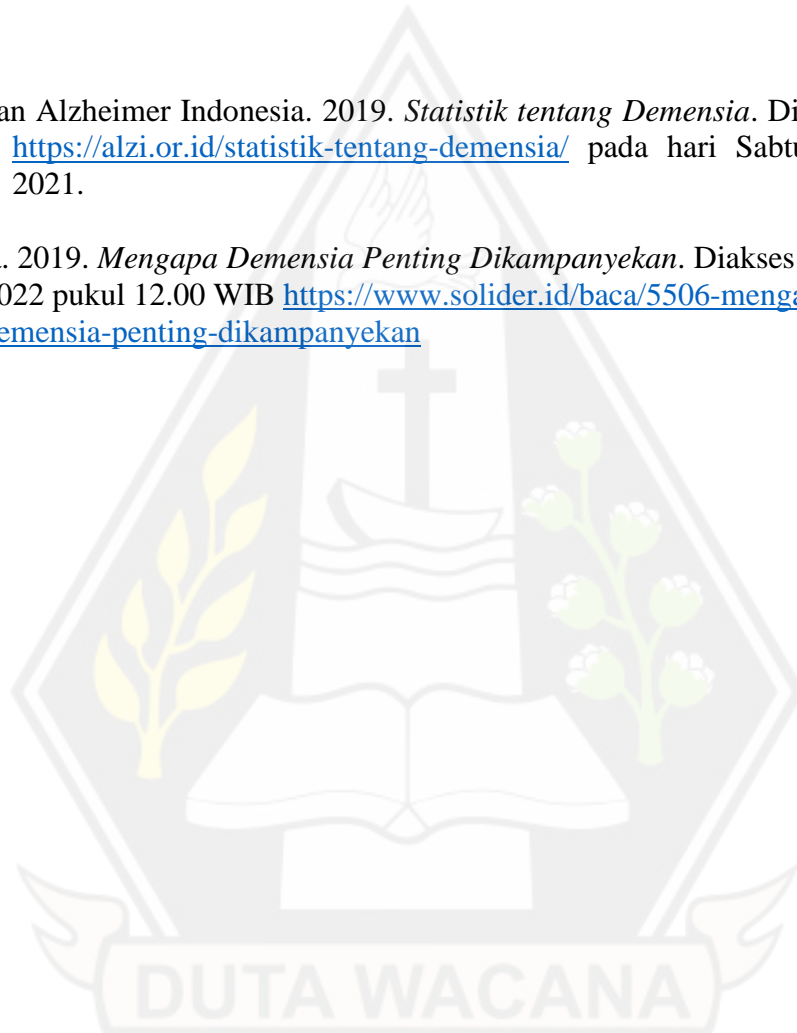 an Alzheimer Indonesia. 2019. Statistik tentang Demensia. Di
https://alzi.or.id/statistik-tentang-demensia/ pada hari Sabtu
2021.
. 2019. Mengapa Demensia Penting Dikampanyekan. Diakses
022 pukul 12.00 WIB https://www.solider.id/baca/5506-menga
emensia-penting-dikampanyekan
DUTA WACANA